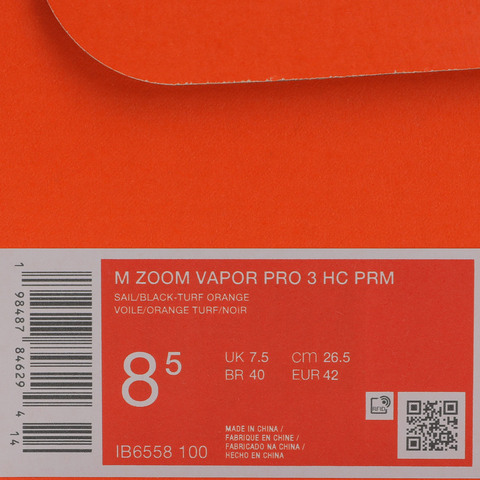 M ZOOM VAPOR PRO 3 HC PRM
SAIL/BLACK-TURF ORANGE
VOILE/ORANGE TURF/NOIR
8⁵
UK 7.5 cm 26.5
BR 40 EUR 42
RFID
MADE IN CHINA /
FABRIQUE EN CHINE /
FABRICADO NA CHINA /
HECHO EN CHINA
IB6558 100
1 98487 84629 4 14